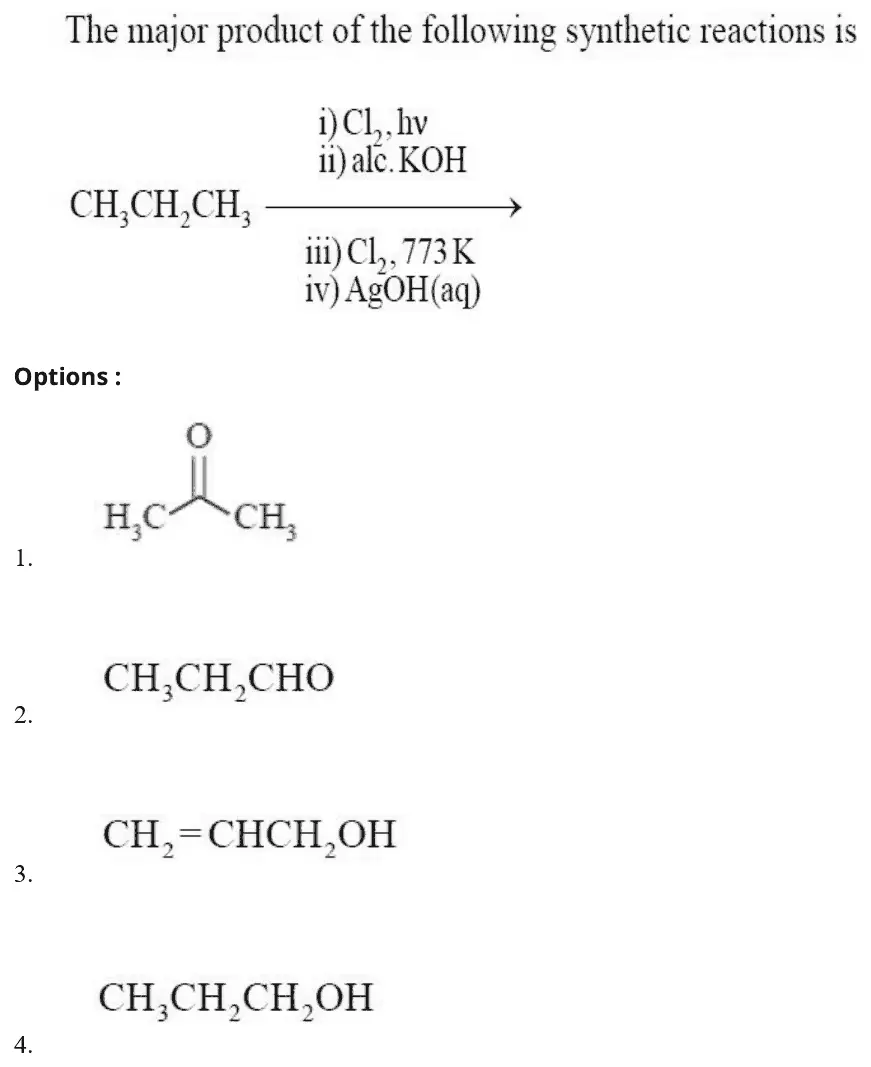 The major product of the following synthetic reactions is
i) Cl₂, hν
ii) alc. KOH
CH₃CH₂CH₃
iii) Cl₂, 773 K
iv) AgOH(aq)
Options :
O
H₃C CH₃
1.
CH₃CH₂CHO
2.
CH₂=CHCH₂OH
3.
CH₃CH₂CH₂OH
4.